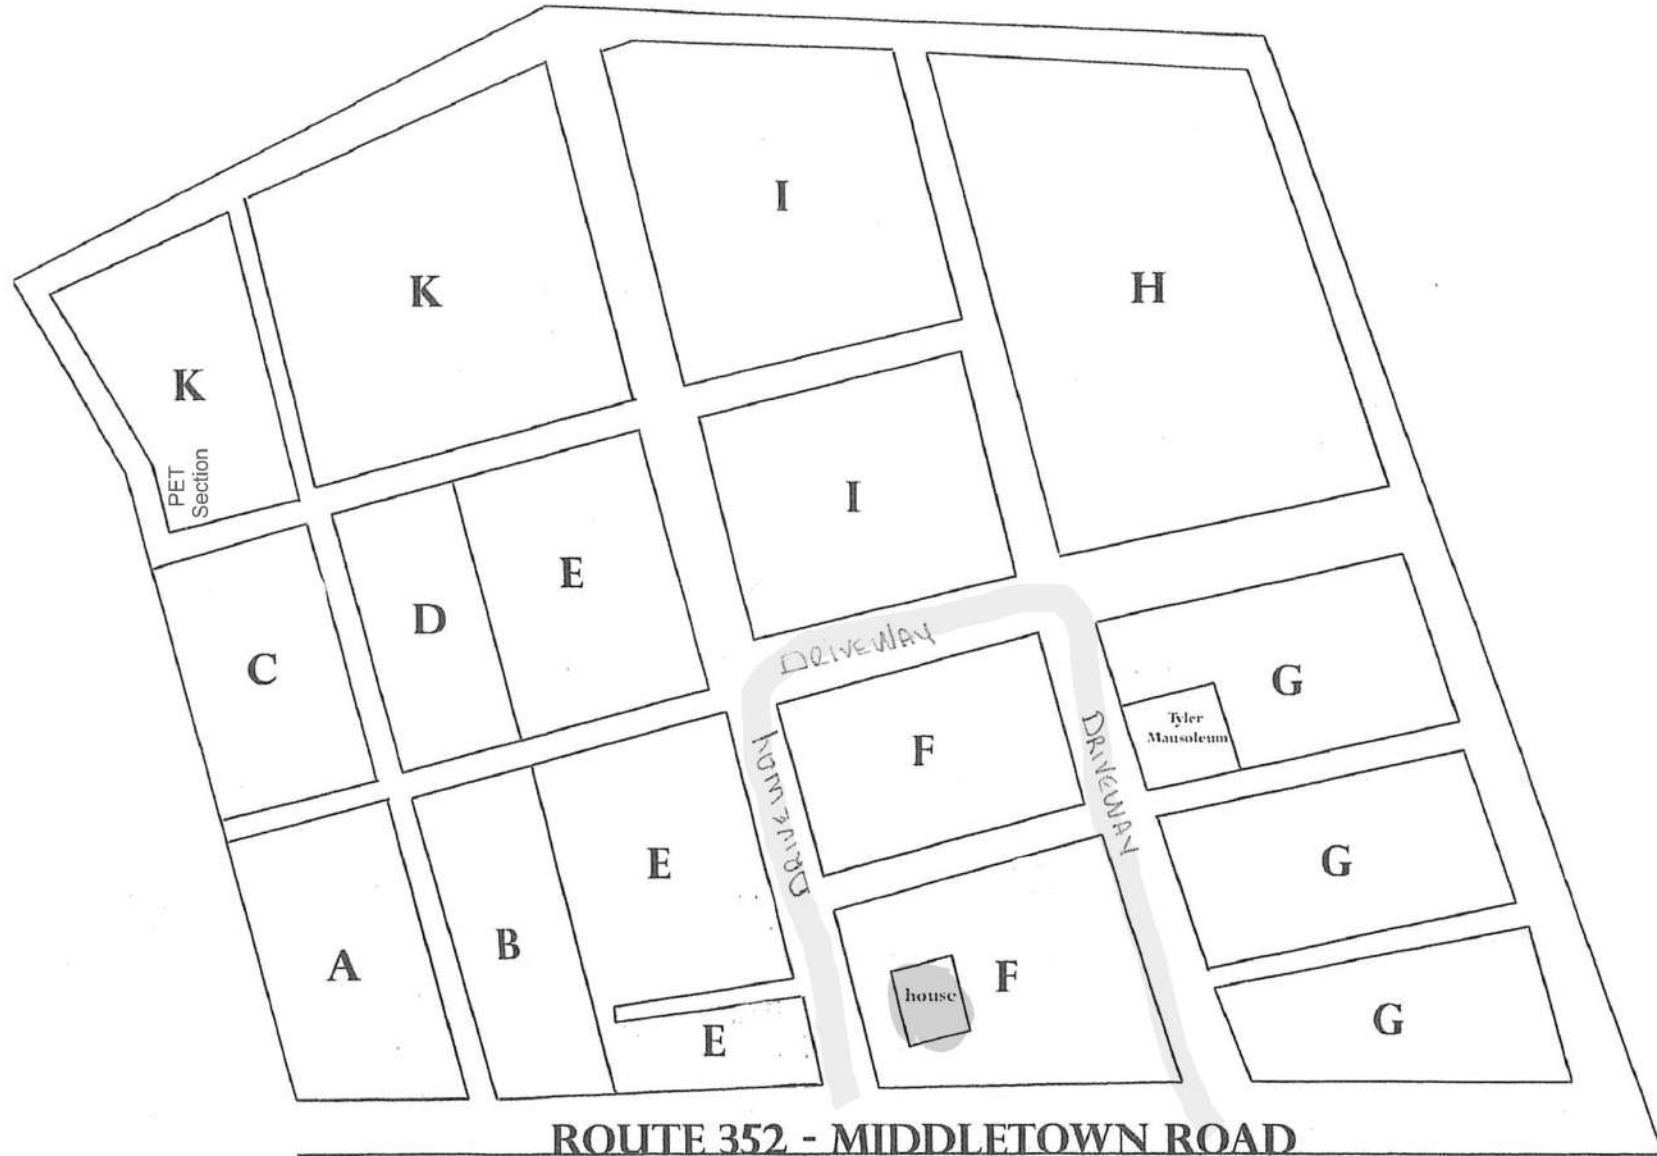 I
K
H
K
PET
Section
I
E
D
C
DRIVEWAY
G
Tyler
Mausoleum
F
DRIVEWAY
DRIVEWAY
E
G
B
A
F
house
E
G
ROUTE 352 - MIDDLETOWN ROAD